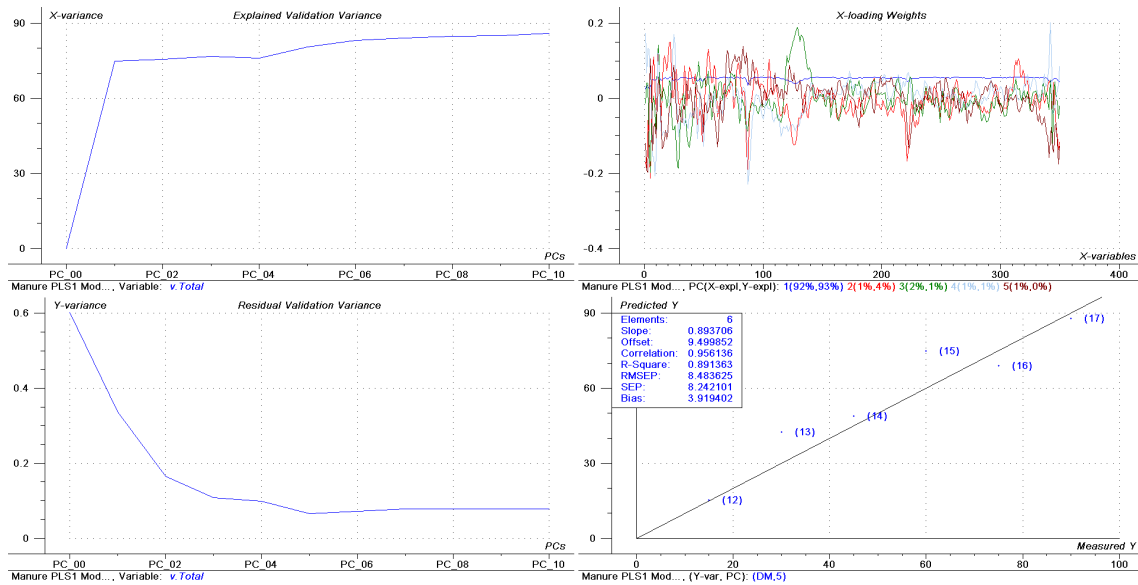 X-variance Explained Validation Variance
90
60
30
0
PCs
PC_00 PC_02 PC_04 PC_06 PC_08 PC_10
Manure PLS1 Mod..., Variable: v.Total
X-loading Weights
0.2
0
-0.2
-0.4
X-variables
0 100 200 300 400
Manure PLS1 Mod..., PC(X-expl,Y-expl): 1(92%,93%) 2(1%,4%) 3(2%,1%) 4(1%,1%) 5(1%,0%)
Y-variance Residual Validation Variance
0.6
0.4
0.2
0
PCs
PC_00 PC_02 PC_04 PC_06 PC_08 PC_10
Manure PLS1 Mod..., Variable: v.Total
Predicted Y
90
60
30
0
Elements: 6
Slope: 0.893706
Offset: 9.499852
Correlation: 0.956136
R-Square: 0.891363
RMSEP: 8.483625
SEP: 8.242101
Bias: 3.919402
(17)
(15)
(16)
(14)
(13)
(12)
Measured Y
0 20 40 60 80 100
Manure PLS1 Mod..., (Y-var, PC): (DM,5)